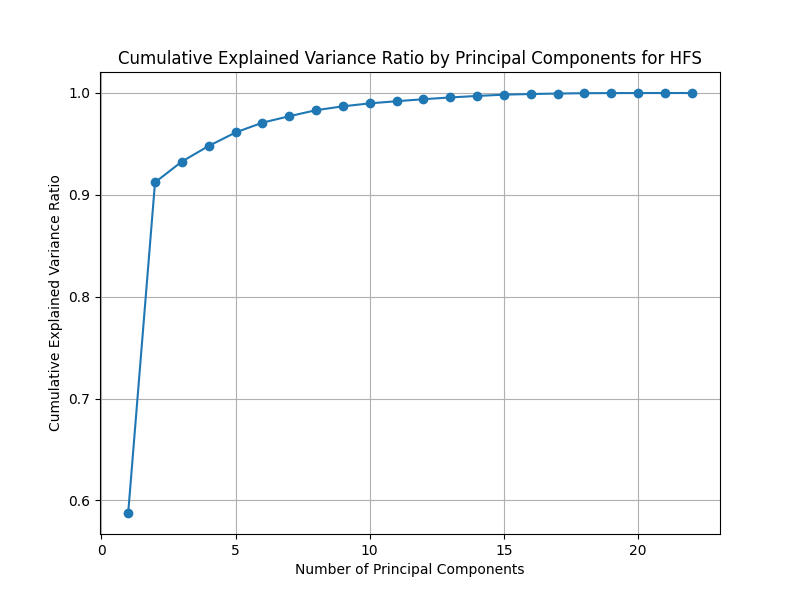 Cumulative Explained Variance Ratio by Principal Components for HFS
1.0
0.9
0.8
0.7
0.6
Cumulative Explained Variance Ratio
0 5 10 15 20
Number of Principal Components